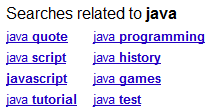 Searches related to java
java quote java programming
java script java history
javascript java games
java tutorial java test